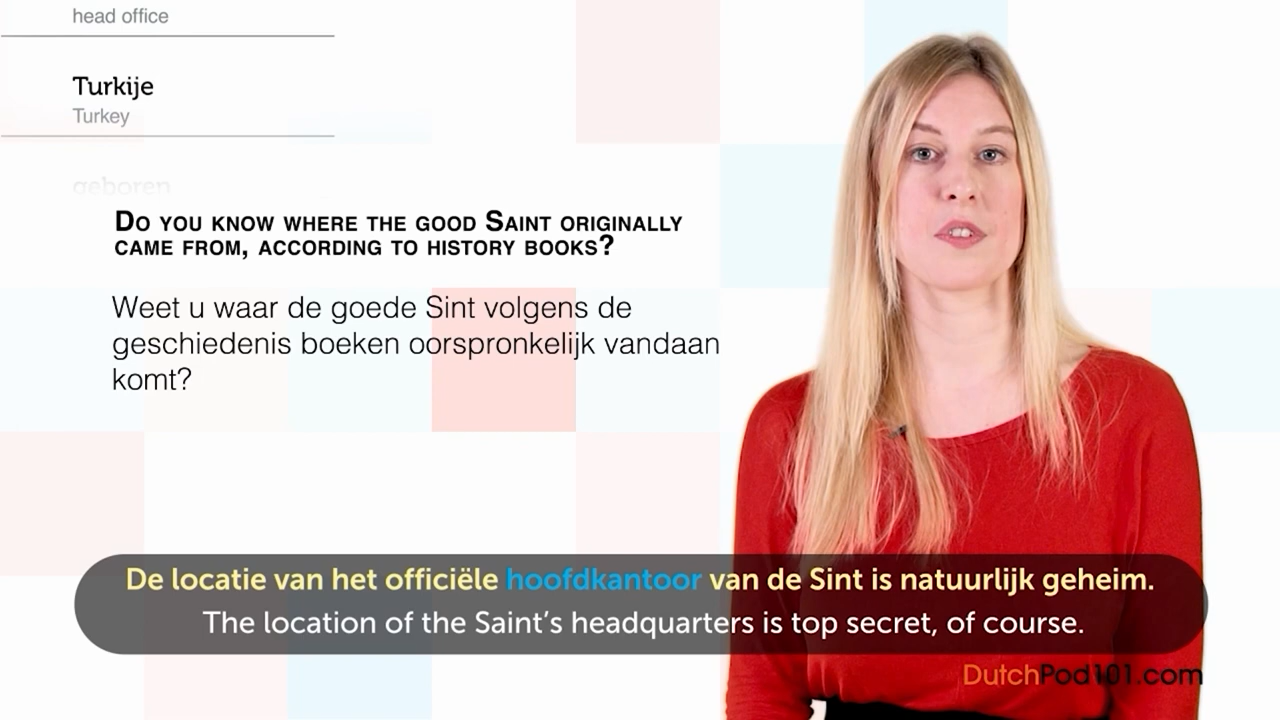 head office
Turkije
Turkey
geboren
Do you know where the good Saint originally
came from, according to history books?
Weet u waar de goede Sint volgens de
geschiedenis boeken oorspronkelijk vandaan
komt?
De locatie van het officiële hoofdkantoor van de Sint is natuurlijk geheim.
The location of the Saint's headquarters is top secret, of course.
DutchPod101.com